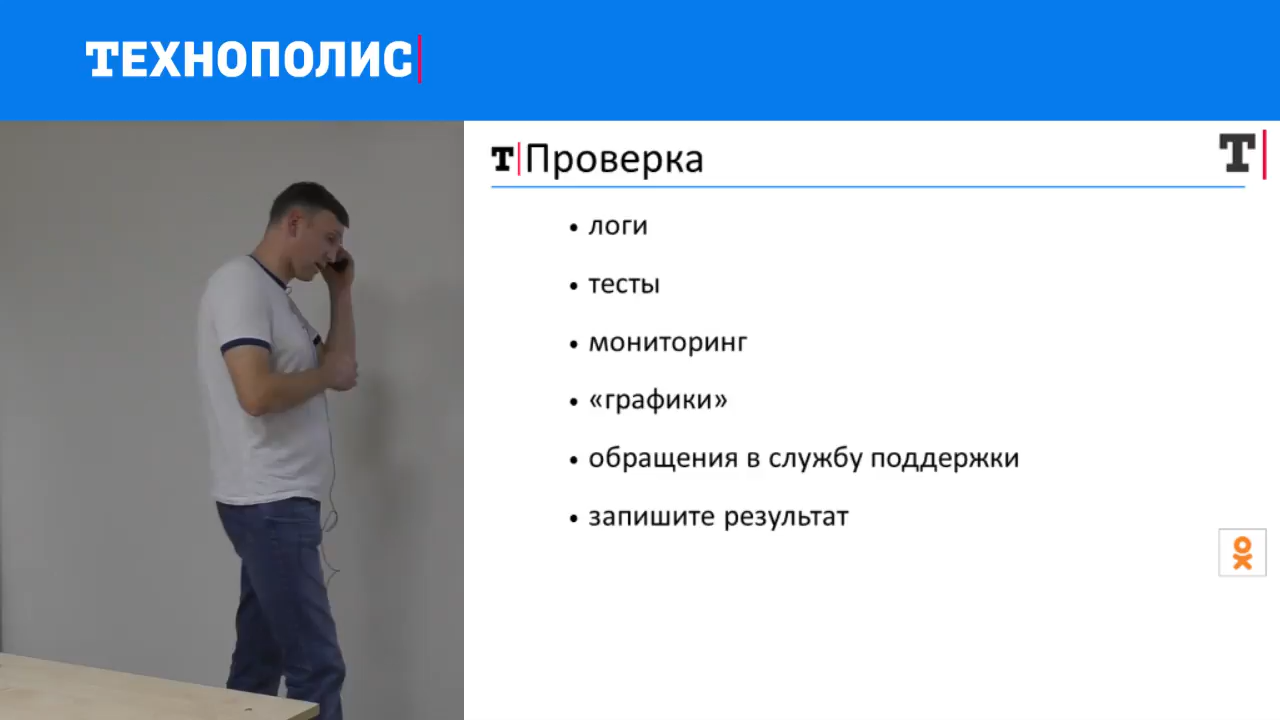 ТЕХНОПОЛИС
Т Проверка
Т
• логи
• тесты
• мониторинг
• «графики»
• обращения в службу поддержки
• запишите результат